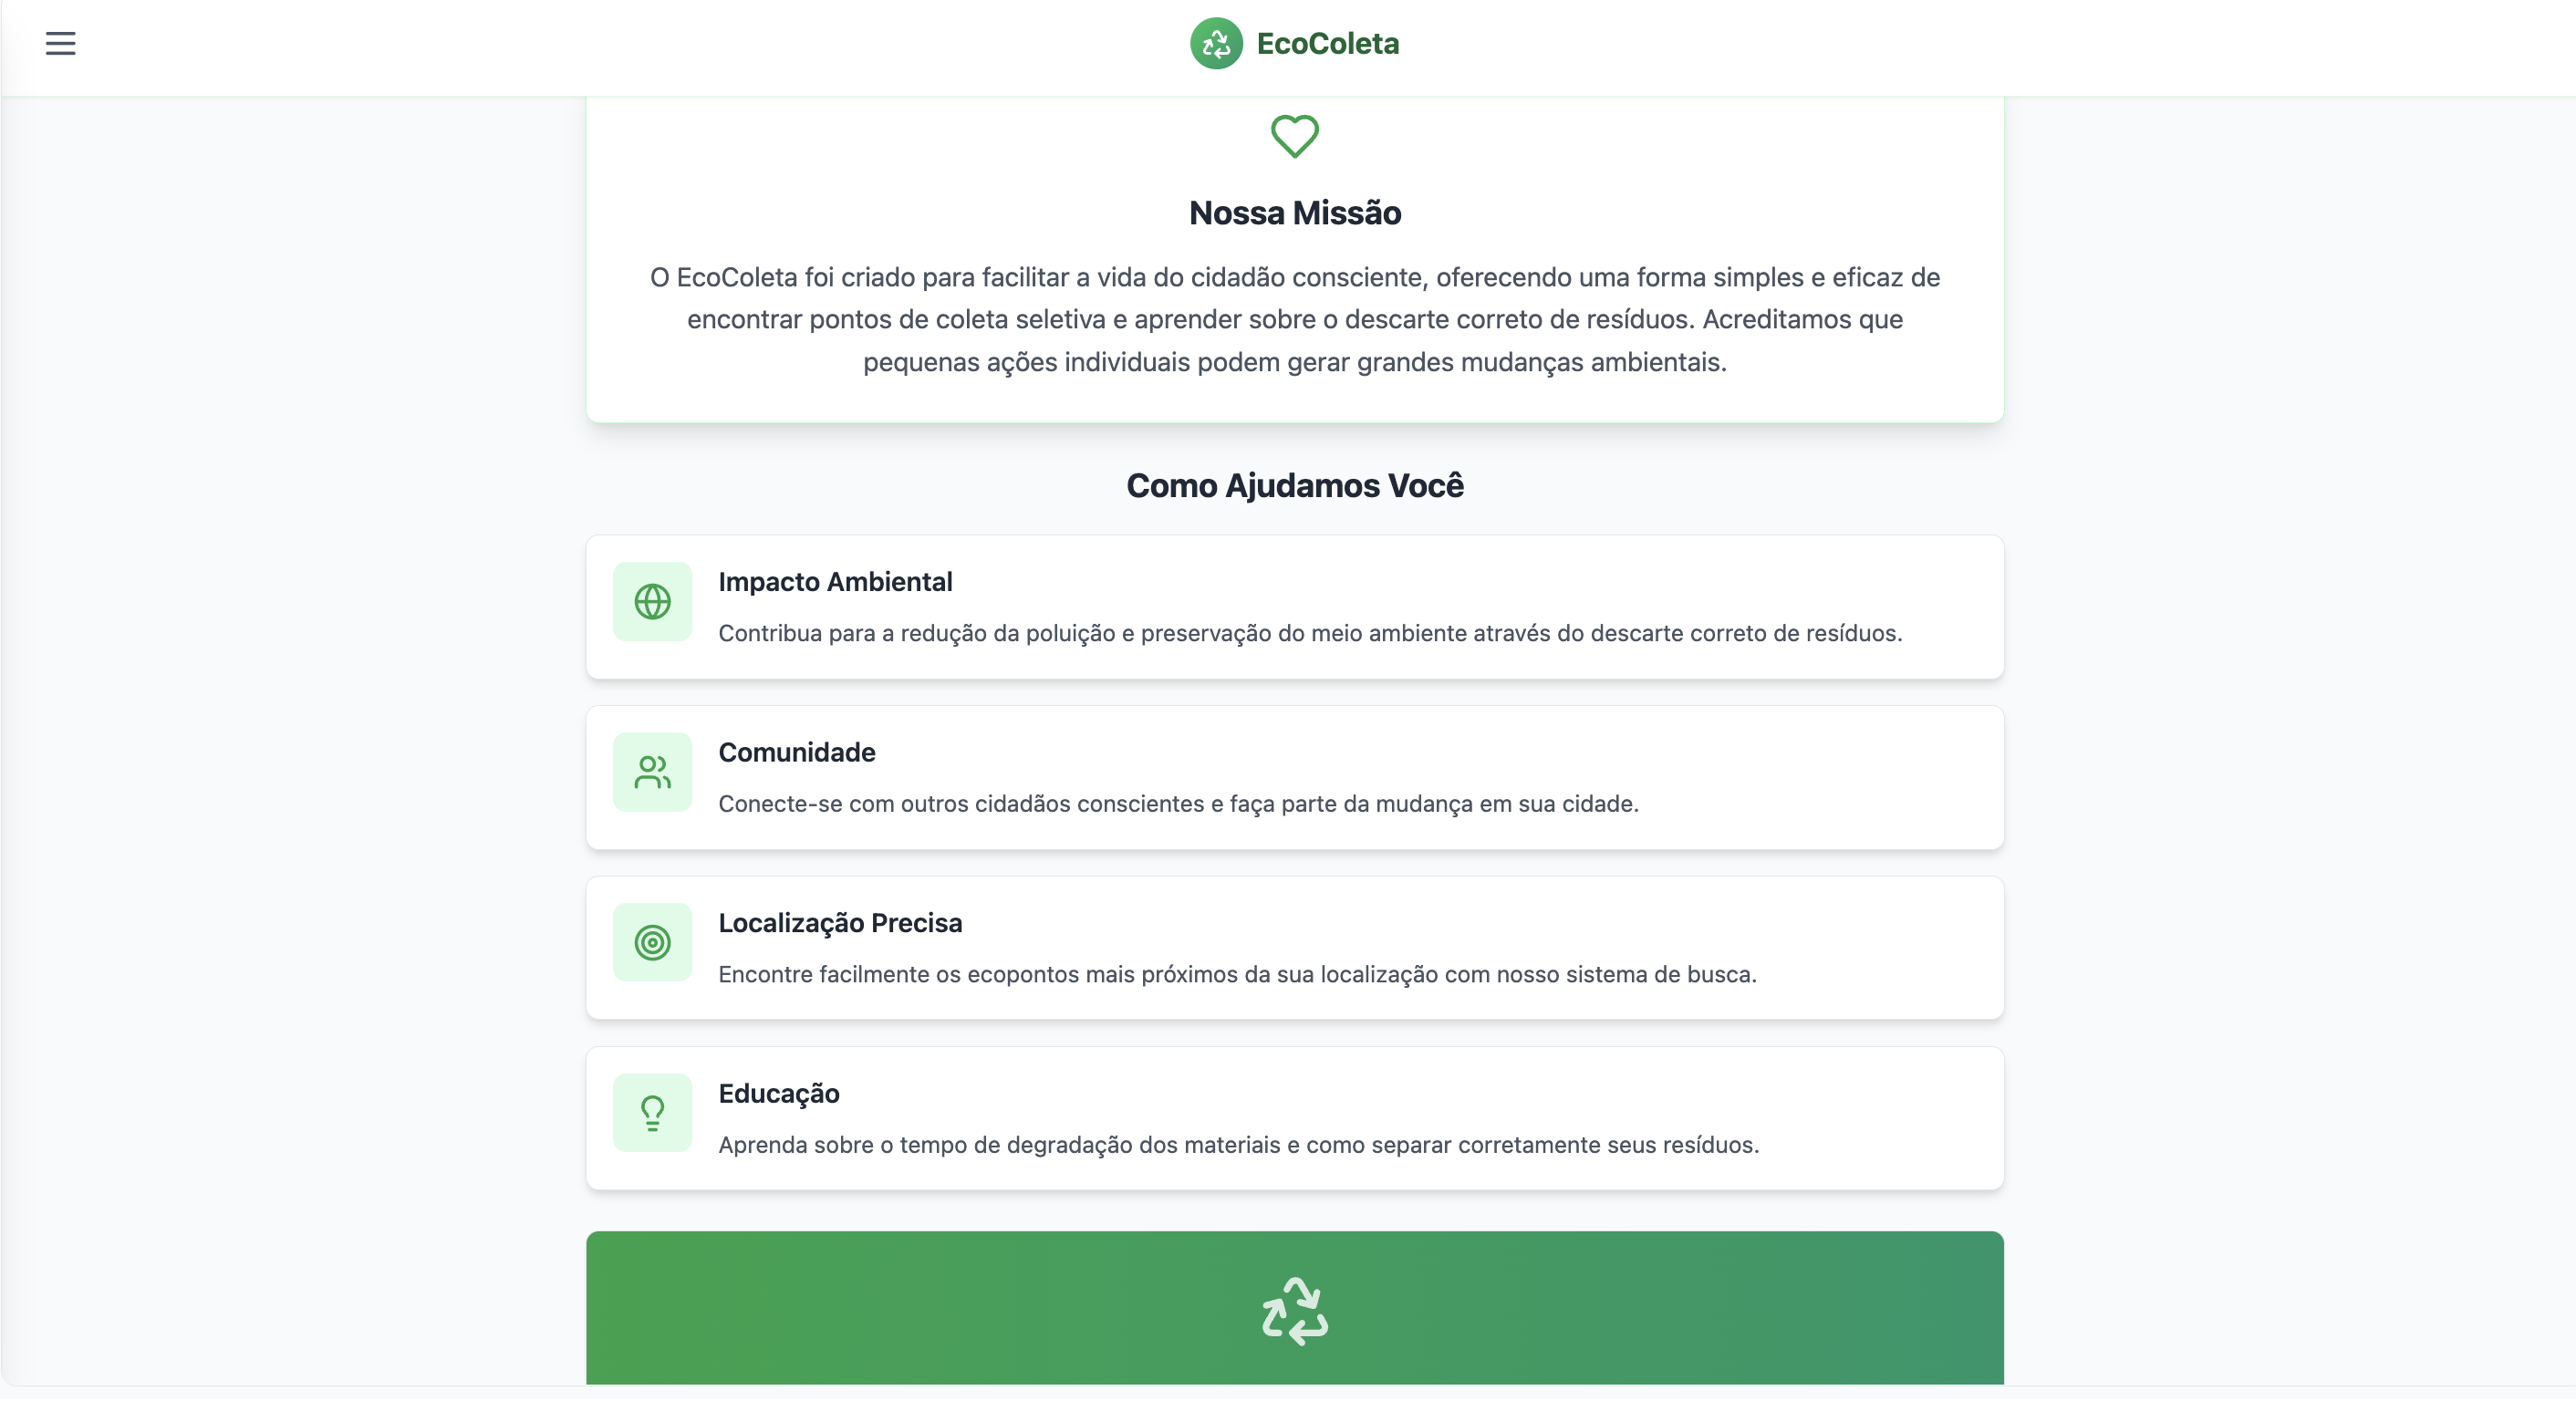 EcoColeta
Nossa Missão
O EcoColeta foi criado para facilitar a vida do cidadão consciente, oferecendo uma forma simples e eficaz de
encontrar pontos de coleta seletiva e aprender sobre o descarte correto de resíduos. Acreditamos que
pequenas ações individuais podem gerar grandes mudanças ambientais.
Como Ajudamos Você
Impacto Ambiental
Contribua para a redução da poluição e preservação do meio ambiente através do descarte correto de resíduos.
Comunidade
Conecte-se com outros cidadãos conscientes e faça parte da mudança em sua cidade.
Localização Precisa
Encontre facilmente os ecopontos mais próximos da sua localização com nosso sistema de busca.
Educação
Aprenda sobre o tempo de degradação dos materiais e como separar corretamente seus resíduos.